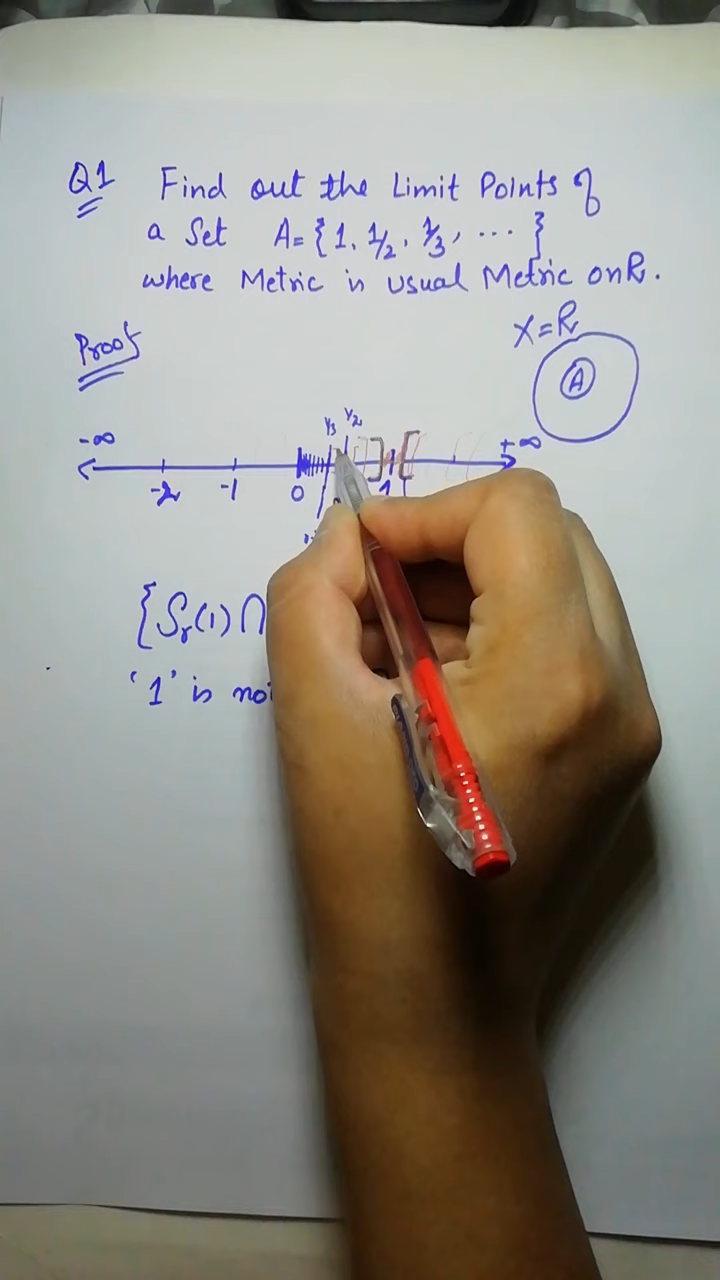 Q1 Find out the Limit Points of
a Set A = {1, 1/2, 1/3, ... }
where Metric is usual Metric on R.
Proof
X = R
A
1/3 1/2
-∞ +∞
-2 -1 0 1
{Sr(1) ∩
'1' is